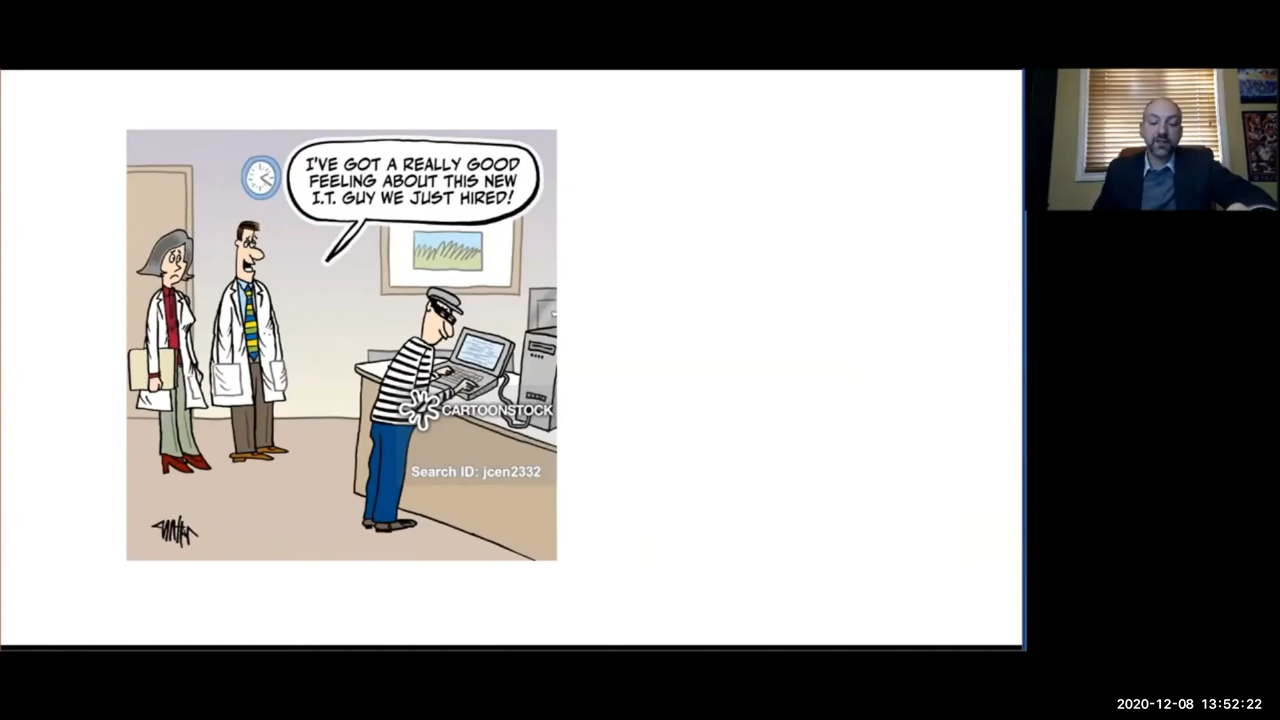 I'VE GOT A REALLY GOOD
FEELING ABOUT THIS NEW
I.T. GUY WE JUST HIRED!
CARTOONSTOCK
Search ID: jcen2332
2020-12-08 13:52:22